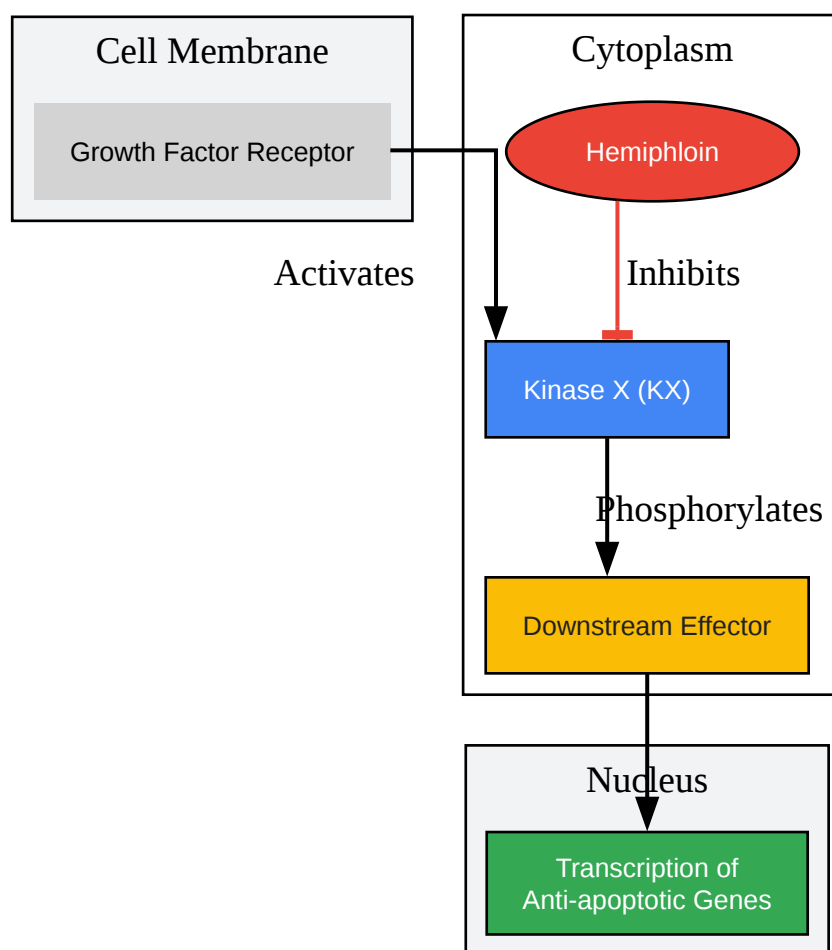 Cell Membrane
Growth Factor Receptor
Cytoplasm
Hemiphloin
Activates
Inhibits
Kinase X (KX)
Phosphorylates
Downstream Effector
Nucleus
Transcription of
Anti-apoptotic Genes